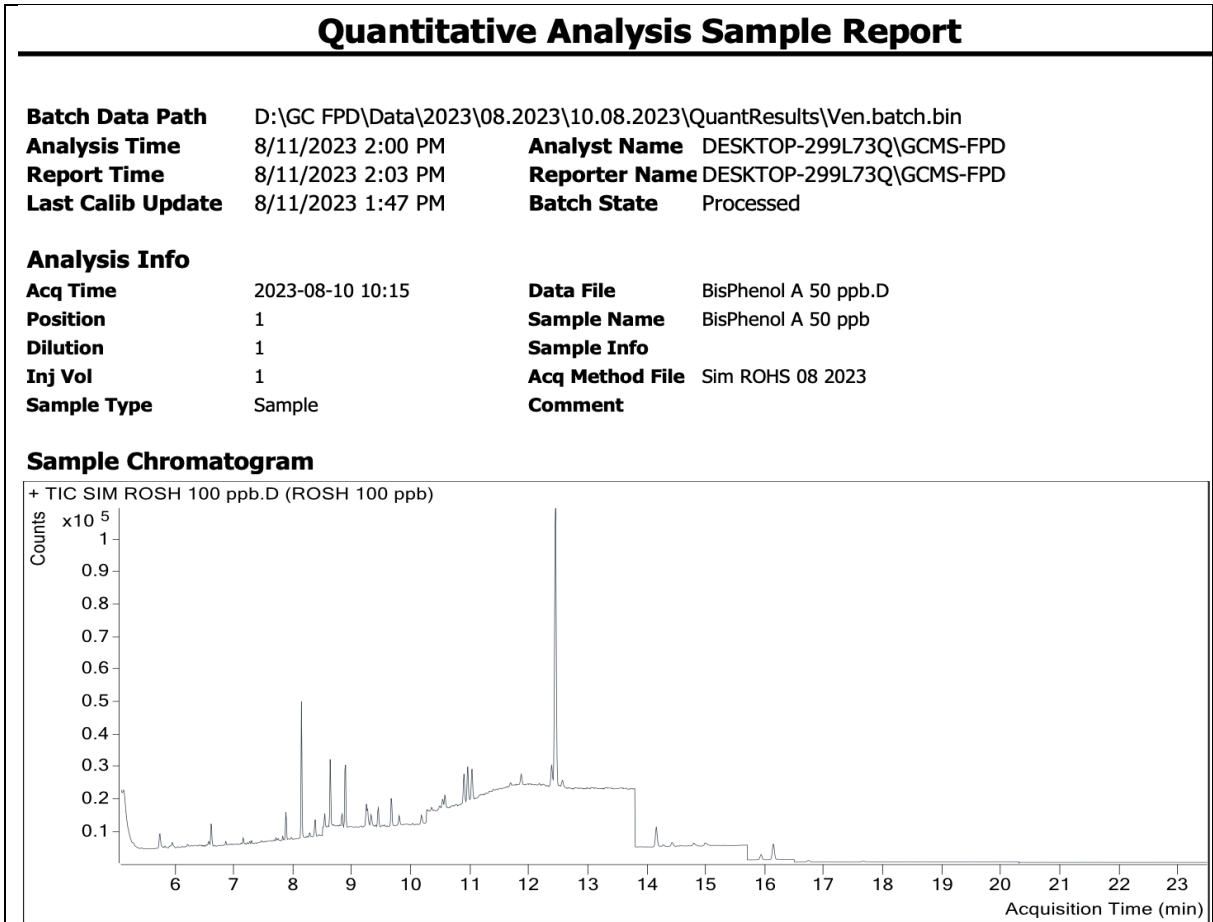 Quantitative Analysis Sample Report
Batch Data Path D:\GC FPD\Data\2023\08.2023\10.08.2023\QuantResults\Ven.batch.bin
Analysis Time 8/11/2023 2:00 PM Analyst Name DESKTOP-299L73Q\GCMS-FPD
Report Time 8/11/2023 2:03 PM Reporter Name DESKTOP-299L73Q\GCMS-FPD
Last Calib Update 8/11/2023 1:47 PM Batch State Processed
Analysis Info
Acq Time 2023-08-10 10:15 Data File BisPhenol A 50 ppb.D
Position 1 Sample Name BisPhenol A 50 ppb
Dilution 1 Sample Info
Inj Vol 1 Acq Method File Sim ROHS 08 2023
Sample Type Sample Comment
Sample Chromatogram
+ TIC SIM ROSH 100 ppb.D (ROSH 100 ppb)
Counts
x10 5
1
0.9
0.8
0.7
0.6
0.5
0.4
0.3
0.2
0.1
6 7 8 9 10 11 12 13 14 15 16 17 18 19 20 21 22 23
Acquisition Time (min)